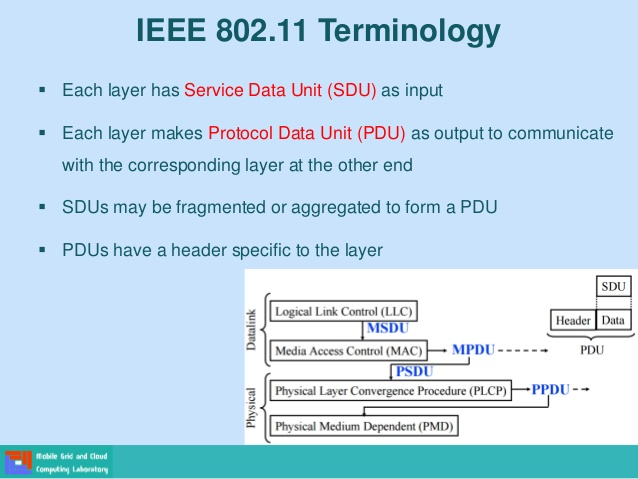 IEEE 802.11 Terminology
▪ Each layer has Service Data Unit (SDU) as input
▪ Each layer makes Protocol Data Unit (PDU) as output to communicate
with the corresponding layer at the other end
▪ SDUs may be fragmented or aggregated to form a PDU
▪ PDUs have a header specific to the layer
SDU
Datalink
Logical Link Control (LLC)
Header Data
MSDU
Media Access Control (MAC)
MPDU
PDU
PSDU
Physical
Physical Layer Convergence Procedure (PLCP)
PPDU
Physical Medium Dependent (PMD)
Mobile Grid and Cloud
Computing Laboratory